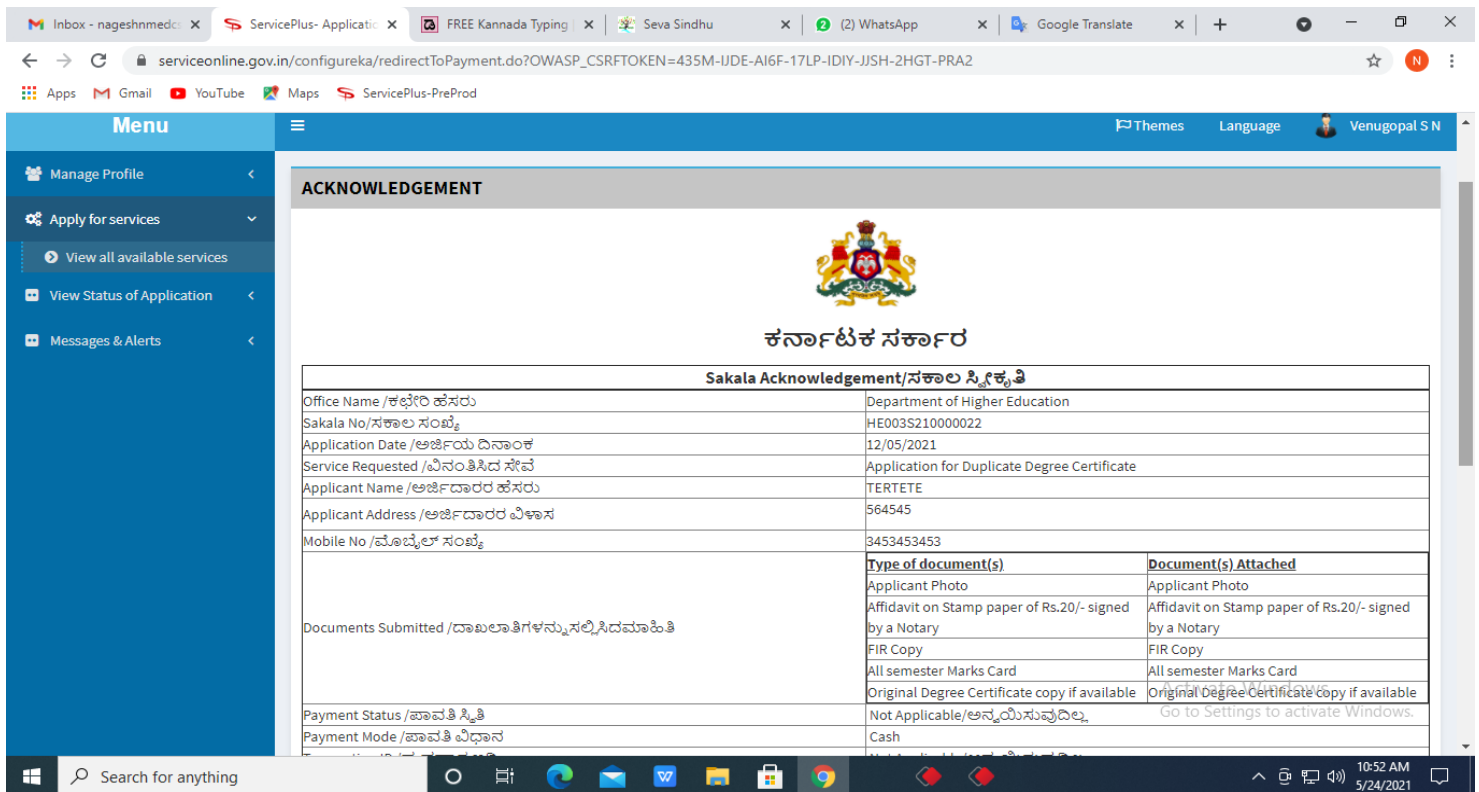 Inbox - nageshnmedcs
ServicePlus- Applicatio
FREE Kannada Typing
Seva Sindhu
(2) WhatsApp
Google Translate
serviceonline.gov.in/configureka/redirectToPayment.do?OWASP_CSRFTOKEN=435M-IJDE-AI6F-17LP-IDIY-JJSH-2HGT-PRA2
N
Apps Gmail YouTube Maps ServicePlus-PreProd
Menu
Themes Language Venugopal S N
Manage Profile
Apply for services
View all available services
View Status of Application
Messages & Alerts
ACKNOWLEDGEMENT
ಕರ್ನಾಟಕ ಸರ್ಕಾರ
Sakala Acknowledgement/ಸಕಾಲ ಸ್ವೀಕೃತಿ
Office Name /ಕಛೇರಿ ಹೆಸರು Department of Higher Education
Sakala No/ಸಕಾಲ ಸಂಖ್ಯೆ HE003S210000022
Application Date /ಅರ್ಜಿಯ ದಿನಾಂಕ 12/05/2021
Service Requested /ವಿನಂತಿಸಿದ ಸೇವೆ Application for Duplicate Degree Certificate
Applicant Name /ಅರ್ಜಿದಾರರ ಹೆಸರು TERTETE
Applicant Address /ಅರ್ಜಿದಾರರ ವಿಳಾಸ 564545
Mobile No /ಮೊಬೈಲ್ ಸಂಖ್ಯೆ 3453453453
Documents Submitted /ದಾಖಲಾತಿಗಳನ್ನು ಸಲ್ಲಿಸಿದಮಾಹಿತಿ
Type of document(s) Document(s) Attached
Applicant Photo Applicant Photo
Affidavit on Stamp paper of Rs.20/- signed Affidavit on Stamp paper of Rs.20/- signed
by a Notary by a Notary
FIR Copy FIR Copy
All semester Marks Card All semester Marks Card
Original Degree Certificate copy if available Original Degree Certificate copy if available
Payment Status /ಪಾವತಿ ಸ್ಥಿತಿ Not Applicable/ಅನ್ವಯಿಸುವುದಿಲ್ಲ
Payment Mode /ಪಾವತಿ ವಿಧಾನ Cash
Activate Windows
Go to Settings to activate Windows.
Search for anything
10:52 AM
5/24/2021